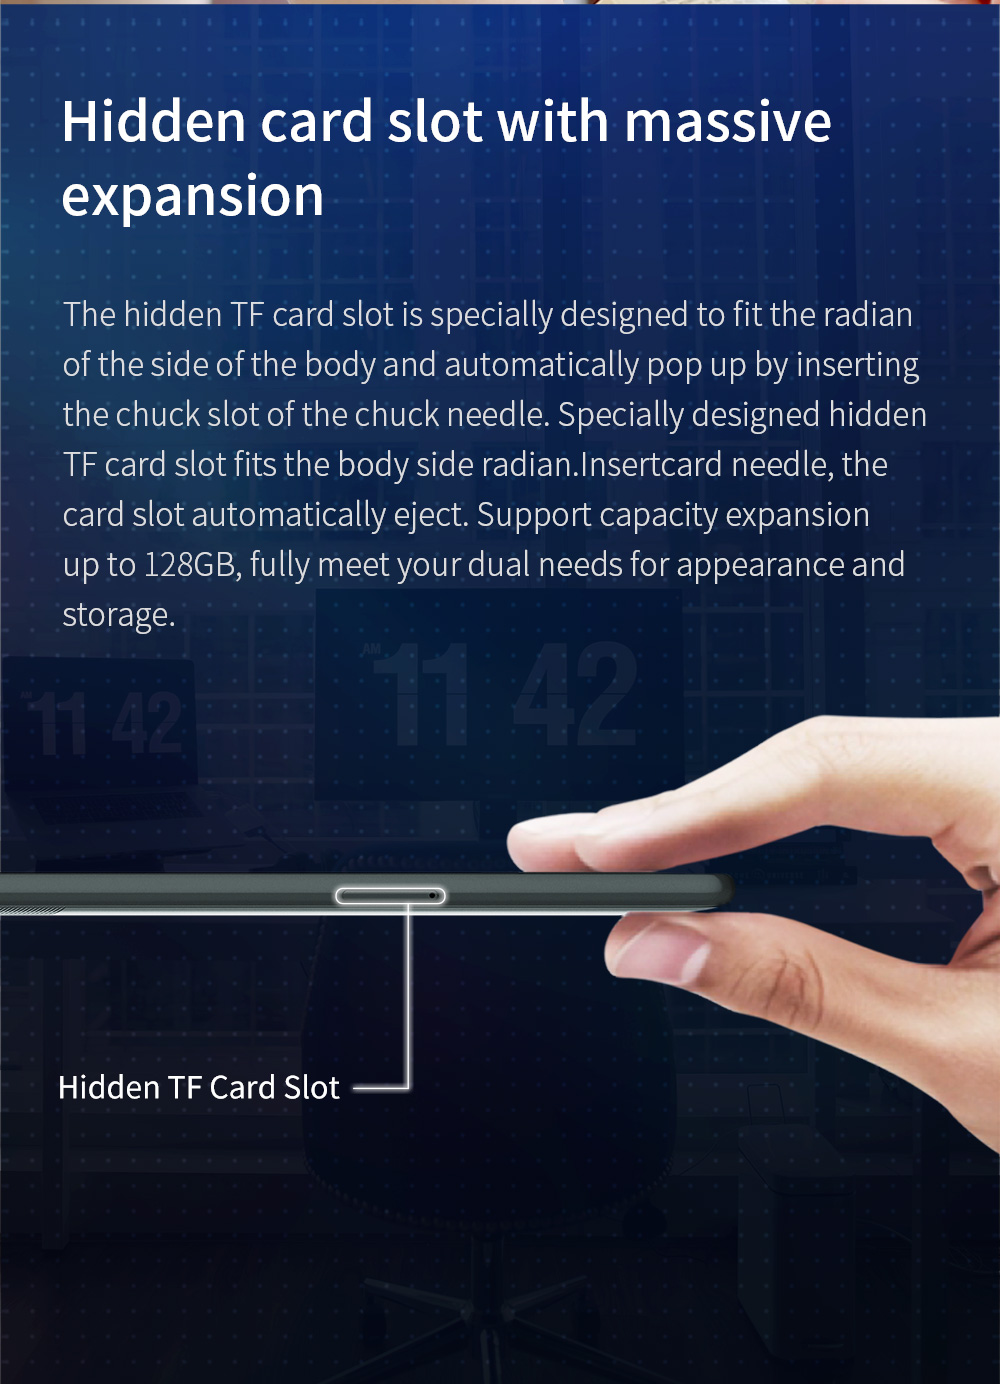 Hidden card slot with massive
expansion
The hidden TF card slot is specially designed to fit the radian
of the side of the body and automatically pop up by inserting
the chuck slot of the chuck needle. Specially designed hidden
TF card slot fits the body side radian.Insertcard needle, the
card slot automatically eject. Support capacity expansion
up to 128GB, fully meet your dual needs for appearance and
storage.
AM
11 42
11 42
Hidden TF Card Slot